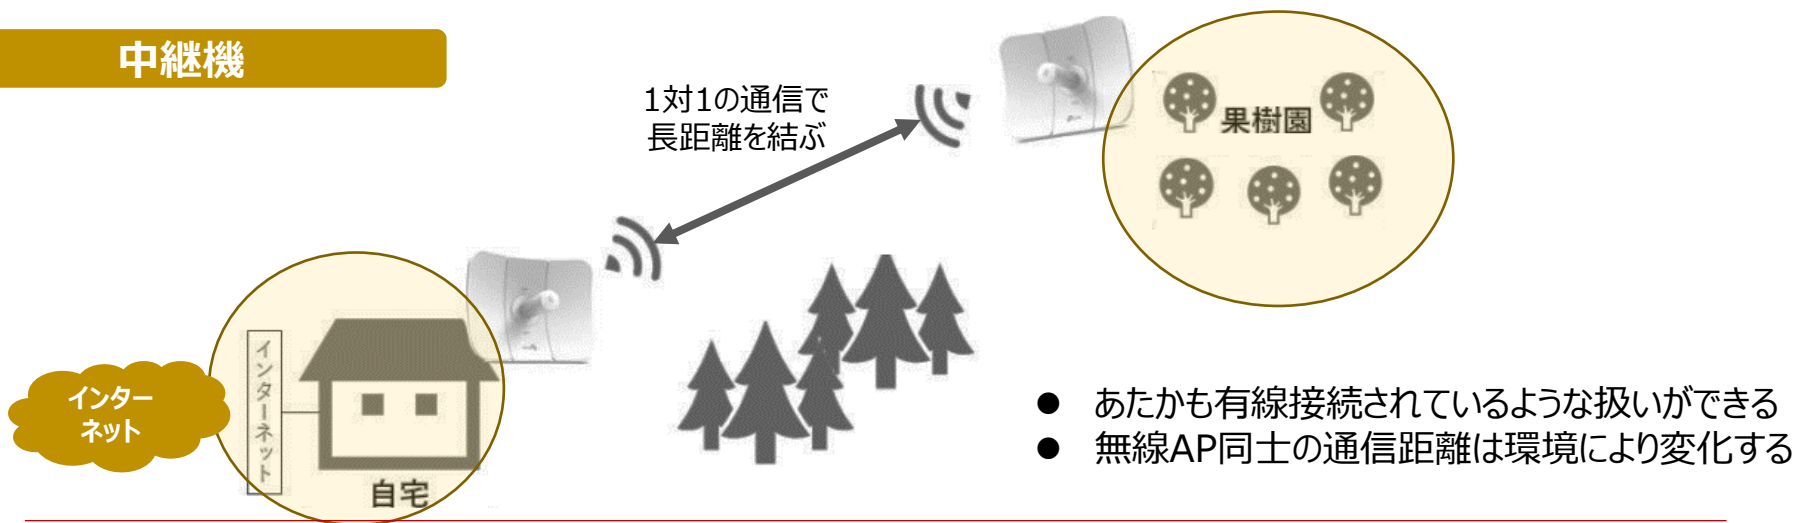 中継機
1対1の通信で
長距離を結ぶ
果樹園
インターネット
インター
ネット
自宅
● あたかも有線接続されているような扱いができる
● 無線AP同士の通信距離は環境により変化する